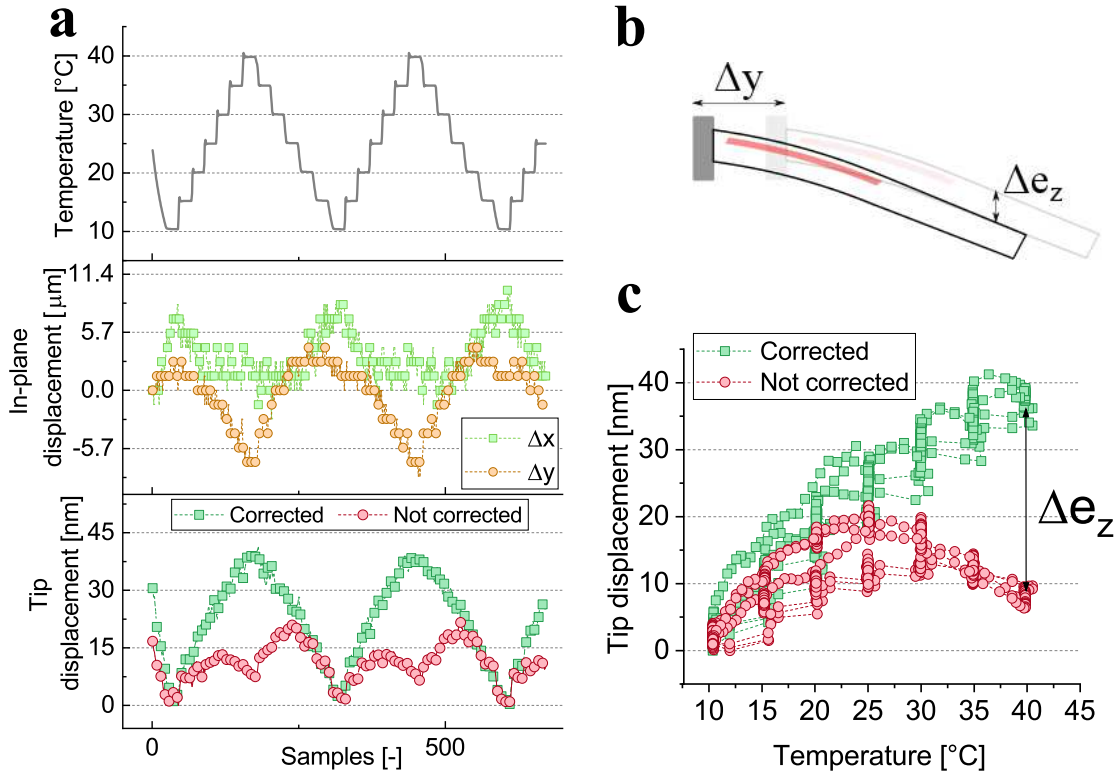 a
Temperature [°C]
40
30
20
10
In-plane
displacement [μm]
11.4
5.7
0.0
-5.7
Δx
Δy
Tip
displacement [nm]
45
30
15
0
Corrected
Not corrected
0
500
Samples [-]
b
Δy
Δez
c
Corrected
Not corrected
Tip displacement [nm]
40
30
20
10
0
Δez
10 15 20 25 30 35 40 45
Temperature [°C]